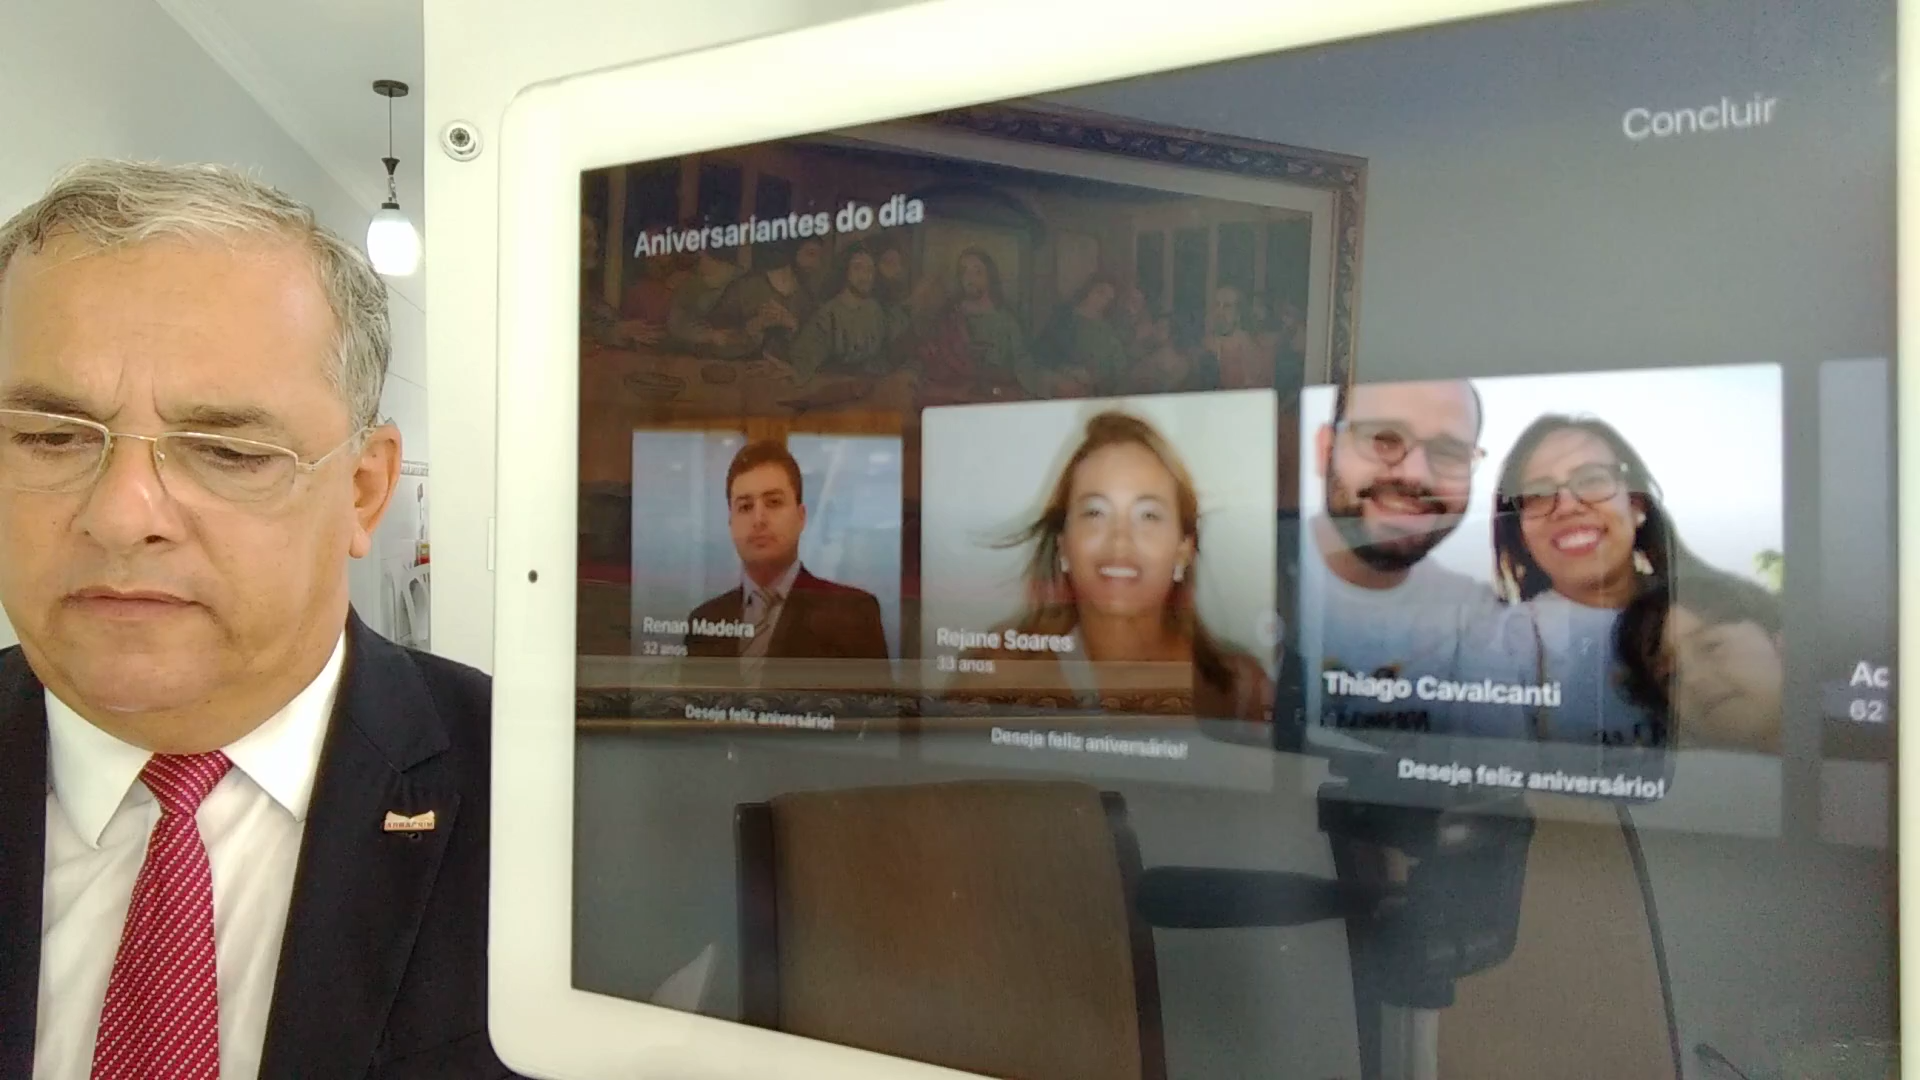 Concluir
Aniversariantes do dia
Renan Madeira
32 anos
Deseje feliz aniversário!
Rejane Soares
33 anos
Deseje feliz aniversário!
Thiago Cavalcanti
Deseje feliz aniversário!
Ac
62